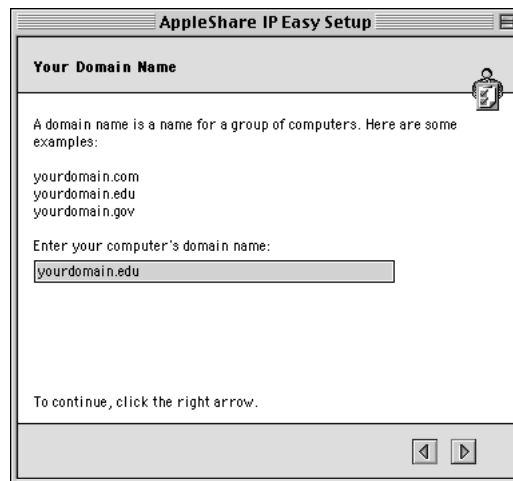 AppleShare IP Easy Setup
Your Domain Name
A domain name is a name for a group of computers. Here are some
examples:
yourdomain.com
yourdomain.edu
yourdomain.gov
Enter your computer's domain name:
yourdomain.edu
To continue, click the right arrow.